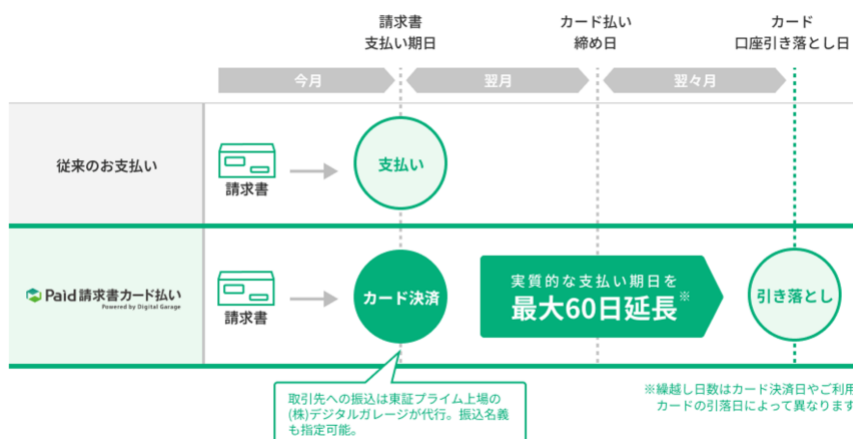 請求書
支払い期日
カード払い
締め日
カード
口座引き落とし日
今月
翌月
翌々月
従来のお支払い
請求書
支払い
Paid請求書カード払い
Powered by Digital Garage
請求書
カード決済
実質的な支払い期日を
最大60日延長※
引き落とし
取引先への振込は東証プライム上場の
(株)デジタルガレージが代行。振込名義
も指定可能。
※繰越し日数はカード決済日やご利用
カードの引落日によって異なります